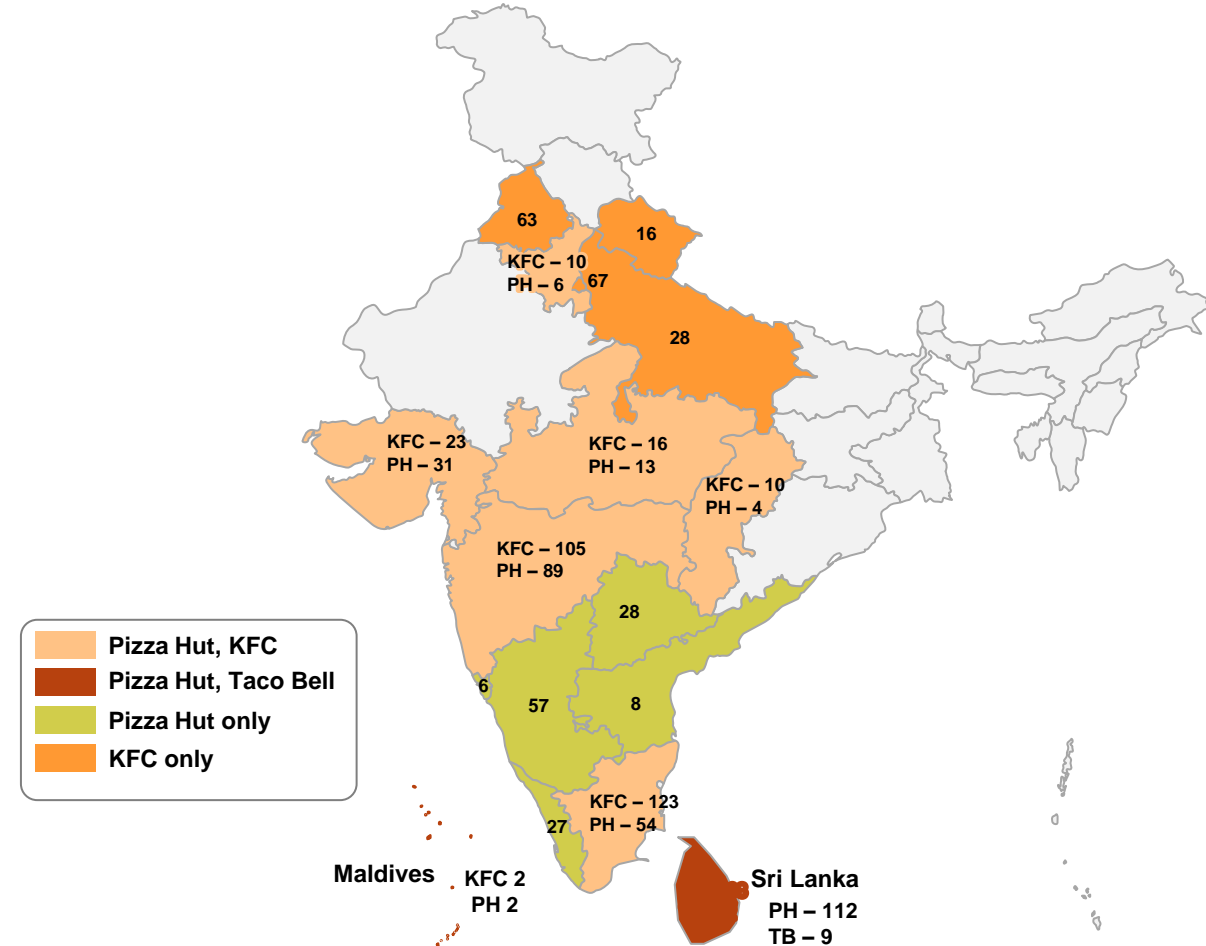 63
16
KFC – 10
PH – 6
67
28
KFC – 23
PH – 31
KFC – 16
PH – 13
KFC – 10
PH – 4
KFC – 105
PH – 89
28
6
57
8
KFC – 123
PH – 54
27
Pizza Hut, KFC
Pizza Hut, Taco Bell
Pizza Hut only
KFC only
Maldives
KFC 2
PH 2
Sri Lanka
PH – 112
TB – 9